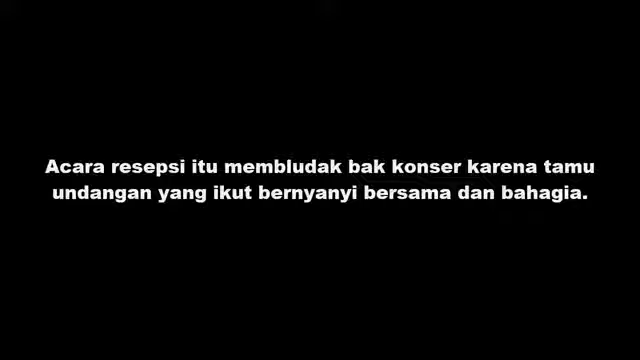 Acara resepsi itu membludak bak konser karena tamu
undangan yang ikut bernyanyi bersama dan bahagia.